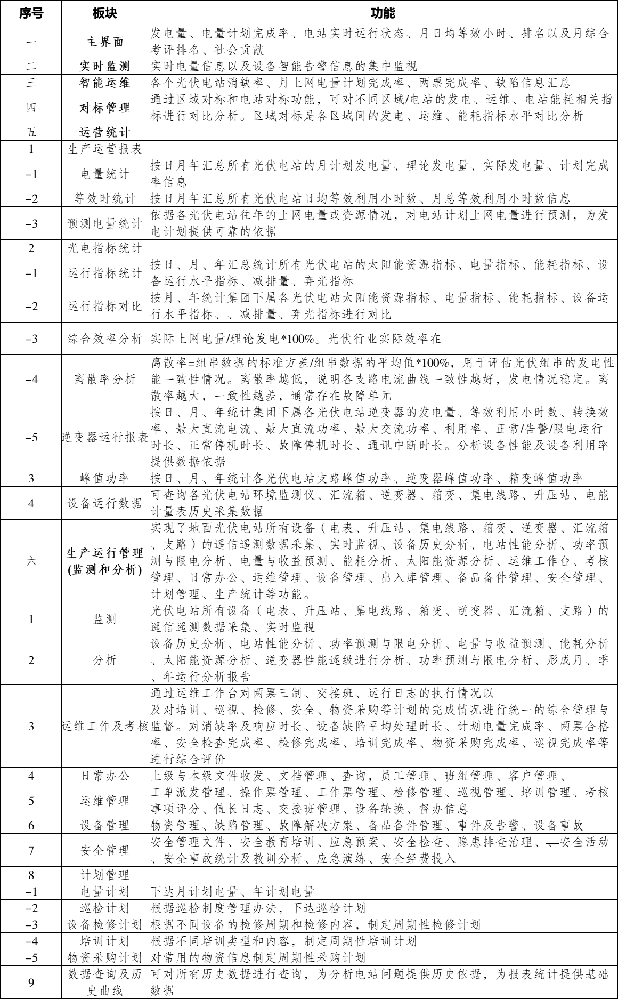 序号 板块 功能
一 主界面 发电量、电量计划完成率、电站实时运行状态、月日均等效小时、排名以及月综合
考评排名、社会贡献
二 实时监测 实时电量信息以及设备智能告警信息的集中监视
三 智能运维 各个光伏电站消缺率、月上网电量计划完成率、两票完成率、缺陷信息汇总
四 对标管理 通过区域对标和电站对标功能，可对不同区域/电站的发电、运维、电站能耗相关指
标进行对比分析。区域对标是各区域间的发电、运维、能耗指标水平对比分析
五 运营统计
1 生产运营报表
-1 电量统计 按日月年汇总所有光伏电站的月计划发电量、理论发电量、实际发电量、计划完成
率信息
-2 等效时统计 按日月年汇总所有光伏电站日均等效利用小时数、月总等效利用小时数信息
-3 预测电量统计 依据各光伏电站往年的上网电量或资源情况，对电站计划上网电量进行预测，为发
电计划提供可靠的依据
2 光电指标统计
-1 运行指标统计 按日、月、年汇总统计所有光伏电站的太阳能资源指标、电量指标、能耗指标、设
备运行水平指标、减排量、弃光指标
-2 运行指标对比 按月、年统计集团下属各光伏电站太阳能资源指标、电量指标、能耗指标、设备运
行水平指标、、减排量、弃光指标进行对比
-3 综合效率分析 实际上网电量/理论发电*100%。光伏行业实际效率在
-4 离散率分析 离散率=组串数据的标准方差/组串数据的平均值*100%，用于评估光伏组串的发电性
能一致性情况。离散率越低，说明各支路电流曲线一致性越好，发电情况稳定。离
散率越大，一致性越差，通常存在故障单元
-5 逆变器运行报表 按日、月、年统计集团下属各光伏电站逆变器的发电量、等效利用小时数、转换效
率、最大直流电流、最大直流功率、最大交流功率、利用率、正常/告警/限电运行
时长、正常停机时长、故障停机时长、通讯中断时长。分析设备性能及设备利用率
提供数据依据
3 峰值功率 按日、月、年统计各光伏电站支路峰值功率、逆变器峰值功率、箱变峰值功率
4 设备运行数据 可查询各光伏电站环境监测仪、汇流箱、逆变器、箱变、集电线路、升压站、电能
计量表历史采集数据
六 生产运行管理
(监测和分析) 实现了地面光伏电站所有设备（电表、升压站、集电线路、箱变、逆变器、汇流箱
、支路）的遥信遥测数据采集、实时监视、设备历史分析、电站性能分析、功率预
测与限电分析、电量与收益预测、能耗分析、太阳能资源分析、运维工作台、考核
管理、日常办公、运维管理、设备管理、出入库管理、备品备件管理、安全管理、
计划管理、生产统计等功能。
1 监测 光伏电站所有设备（电表、升压站、集电线路、箱变、逆变器、汇流箱、支路）的
遥信遥测数据采集、实时监视
2 分析 设备历史分析、电站性能分析、功率预测与限电分析、电量与收益预测、能耗分析
、太阳能资源分析、逆变器性能逐级进行分析、功率预测与限电分析、形成月、季
、年运行分析报告
3 运维工作及考核 通过运维工作台对两票三制、交接班、运行日志的执行情况以
及对培训、巡视、检修、安全、物资采购等计划的完成情况进行统一的综合管理与
监督。对消缺率及响应时长、设备缺陷平均处理时长、计划电量完成率、两票合格
率、安全检查完成率、检修完成率、培训完成率、物资采购完成率、巡视完成率等
进行综合评价
4 日常办公 上级与本级文件收发、文档管理、查询，员工管理、班组管理、客户管理、
5 运维管理 工单派发管理、操作票管理、工作票管理、检修管理、巡视管理、培训管理、考核
事项评分、值长日志、交接班管理、设备轮换、督办信息
6 设备管理 物资管理、缺陷管理、故障解决方案、备品备件管理、事件及告警、设备事故
7 安全管理 安全管理文件、安全教育培训、应急预案、安全检查、隐患排查治理、、安全活动
、安全事故统计及教训分析、应急演练、安全经费投入
8 计划管理
-1 电量计划 下达月计划电量、年计划电量
-2 巡检计划 根据巡检制度管理办法，下达巡检计划
-3 设备检修计划 根据不同设备的检修周期和检修内容，制定周期性检修计划
-4 培训计划 根据不同培训类型和内容，制定周期性培训计划
-5 物资采购计划 对常用的物资信息制定周期性采购计划
9 数据查询及历
史曲线 可对所有历史数据进行查询，为分析电站问题提供历史依据，为报表统计提供基础
数据